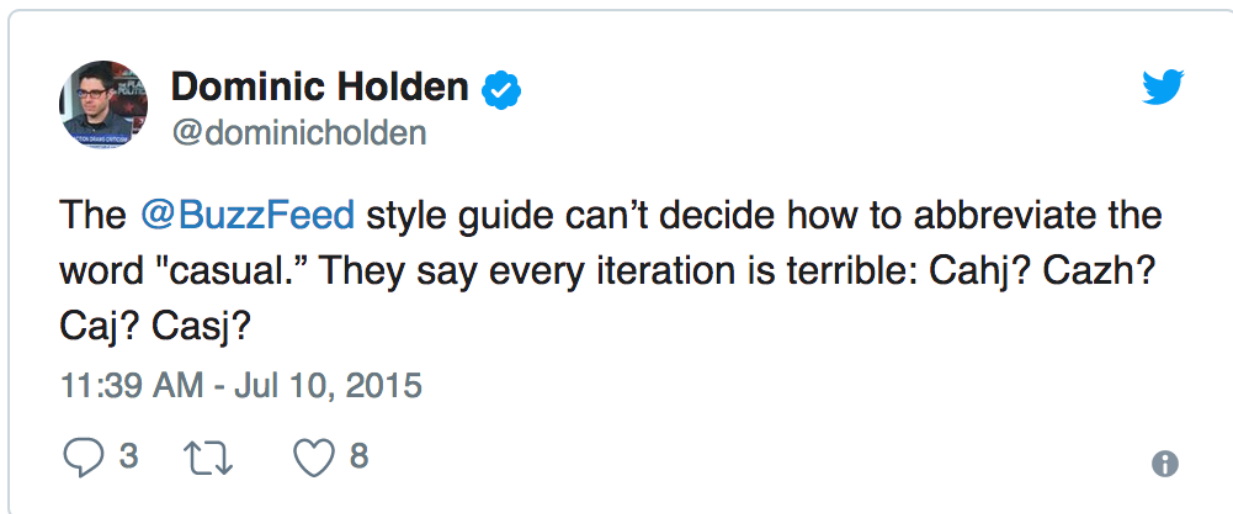 Dominic Holden
@dominicholden
The @BuzzFeed style guide can’t decide how to abbreviate the
word "casual.” They say every iteration is terrible: Cahj? Cazh?
Caj? Casj?
11:39 AM - Jul 10, 2015
3 8